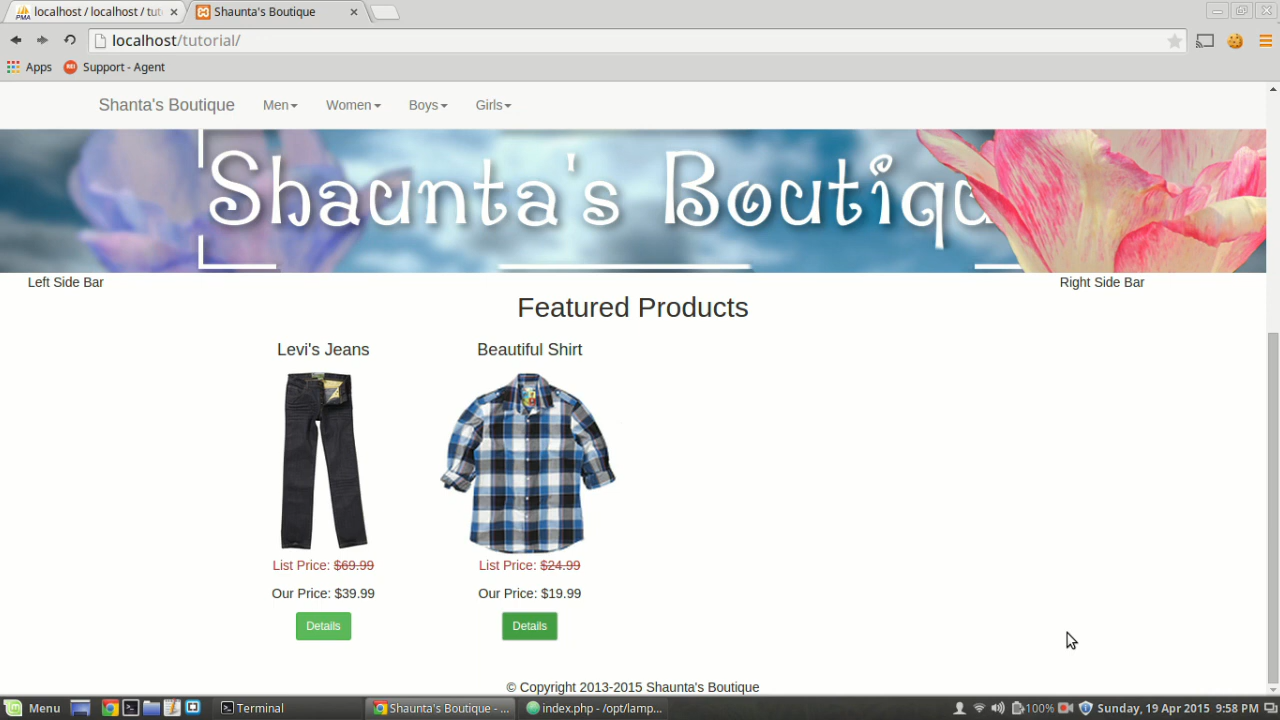 localhost / localhost / tut
Shaunta's Boutique
localhost/tutorial/
Apps
Support - Agent
Shanta's Boutique
Men
Women
Boys
Girls
Shaunta's Boutiqu
Left Side Bar
Right Side Bar
Featured Products
Levi's Jeans
Beautiful Shirt
List Price: $69.99
List Price: $24.99
Our Price: $39.99
Our Price: $19.99
Details
Details
© Copyright 2013-2015 Shaunta's Boutique
Menu
Terminal
Shaunta's Boutique - ...
index.php - /opt/lamp...
100%
Sunday, 19 Apr 2015
9:58 PM